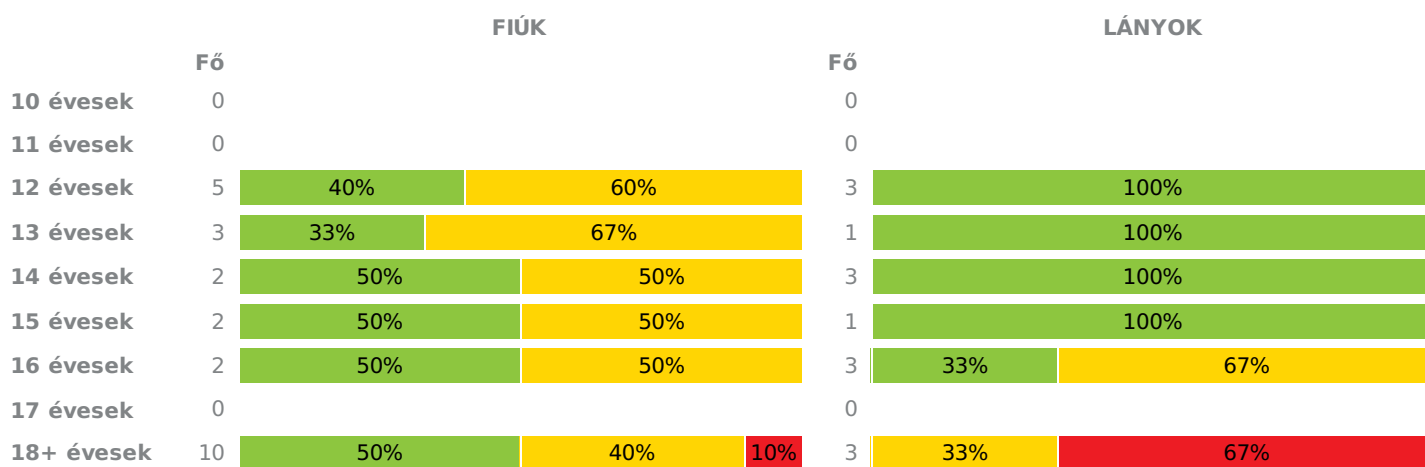 FIÚK LÁNYOK
Fő Fő
10 évesek 0 0
11 évesek 0 0
12 évesek 5 40% 60% 3 100%
13 évesek 3 33% 67% 1 100%
14 évesek 2 50% 50% 3 100%
15 évesek 2 50% 50% 1 100%
16 évesek 2 50% 50% 3 33% 67%
17 évesek 0 0
18+ évesek 10 50% 40% 10% 3 33% 67%